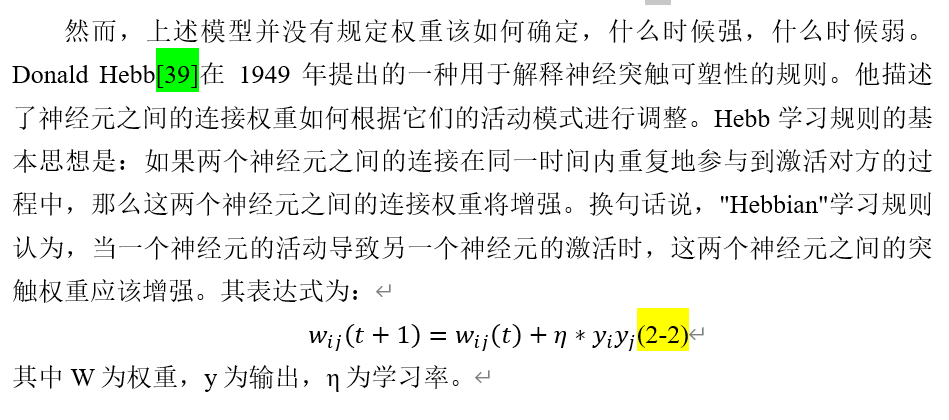 然而，上述模型并没有规定权重该如何确定，什么时候强，什么时候弱。
Donald Hebb[39]在 1949 年提出的一种用于解释神经突触可塑性的规则。他描述
了神经元之间的连接权重如何根据它们的活动模式进行调整。Hebb 学习规则的基
本思想是：如果两个神经元之间的连接在同一时间内重复地参与到激活对方的过
程中，那么这两个神经元之间的连接权重将增强。换句话说，"Hebbian"学习规则
认为，当一个神经元的活动导致另一个神经元的激活时，这两个神经元之间的突
触权重应该增强。其表达式为：↵
w_{ij}(t + 1) = w_{ij}(t) + η * y_i y_j(2-2)↵
其中 W 为权重，y 为输出，η 为学习率。↵